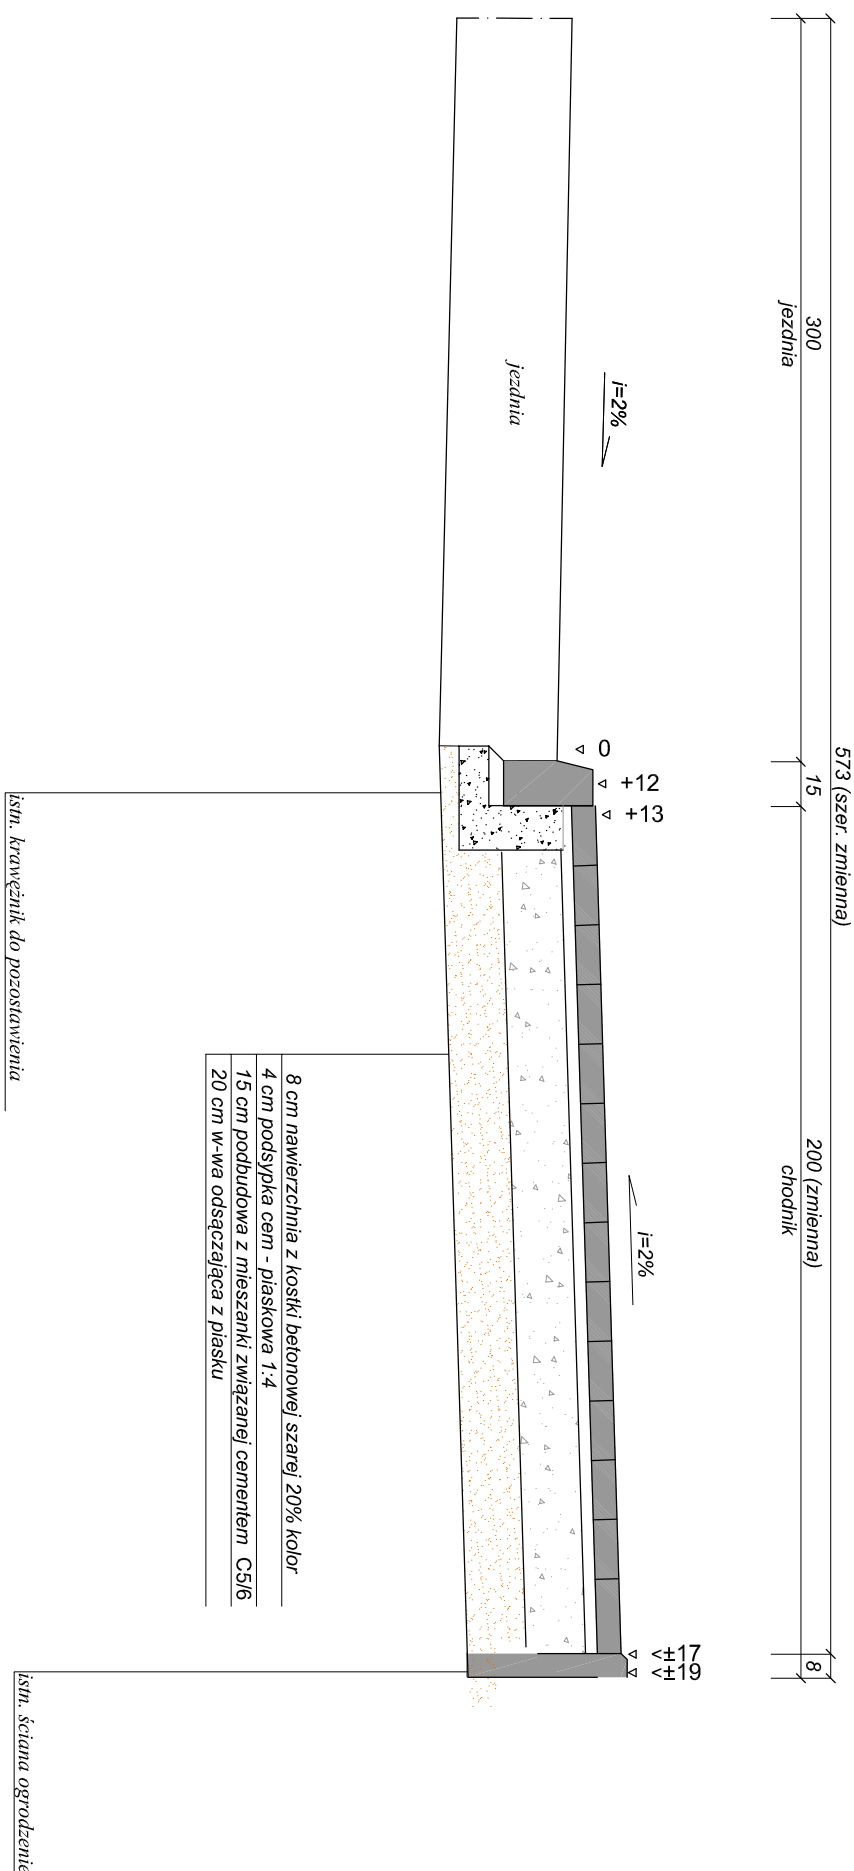 573 (szer. zmienna)
300
15
200 (zmienna)
8
jezdnia
chodnik
i=2%
i=2%
0
+12
+13
<±17
<±19
jezdnia
8 cm nawierzchnia z kostki betonowej szarej 20% kolor
4 cm podsypka cem - piaskowa 1:4
15 cm podbudowa z mieszanki związanej cementem C5/6
20 cm w-wa odsączająca z piasku
istn. krawężnik do pozostawienia
istn. ściana ogrodzenie